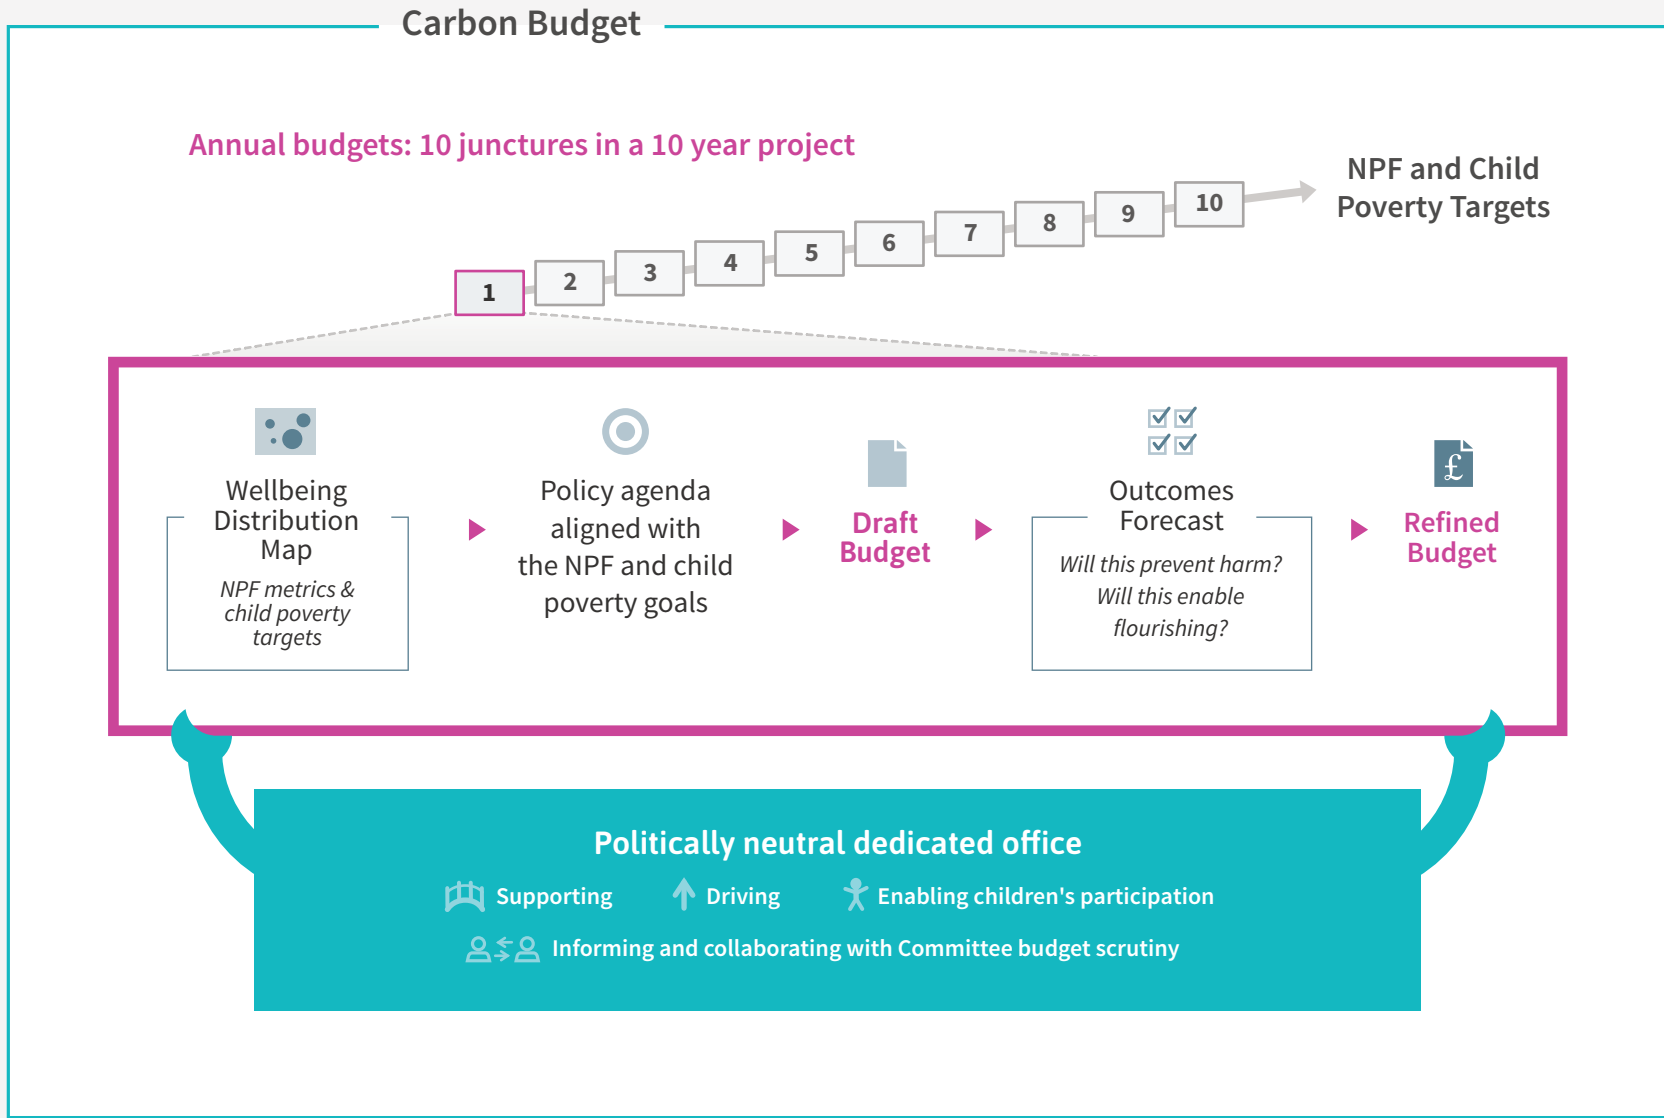 Carbon Budget
Annual budgets: 10 junctures in a 10 year project
NPF and Child
Poverty Targets
1
2
3
4
5
6
7
8
9
10
Wellbeing
Distribution
Map
NPF metrics &
child poverty
targets
Policy agenda
aligned with
the NPF and child
poverty goals
Draft
Budget
Outcomes
Forecast
Will this prevent harm?
Will this enable
flourishing?
£
Refined
Budget
Politically neutral dedicated office
Supporting
Driving
Enabling children's participation
Informing and collaborating with Committee budget scrutiny